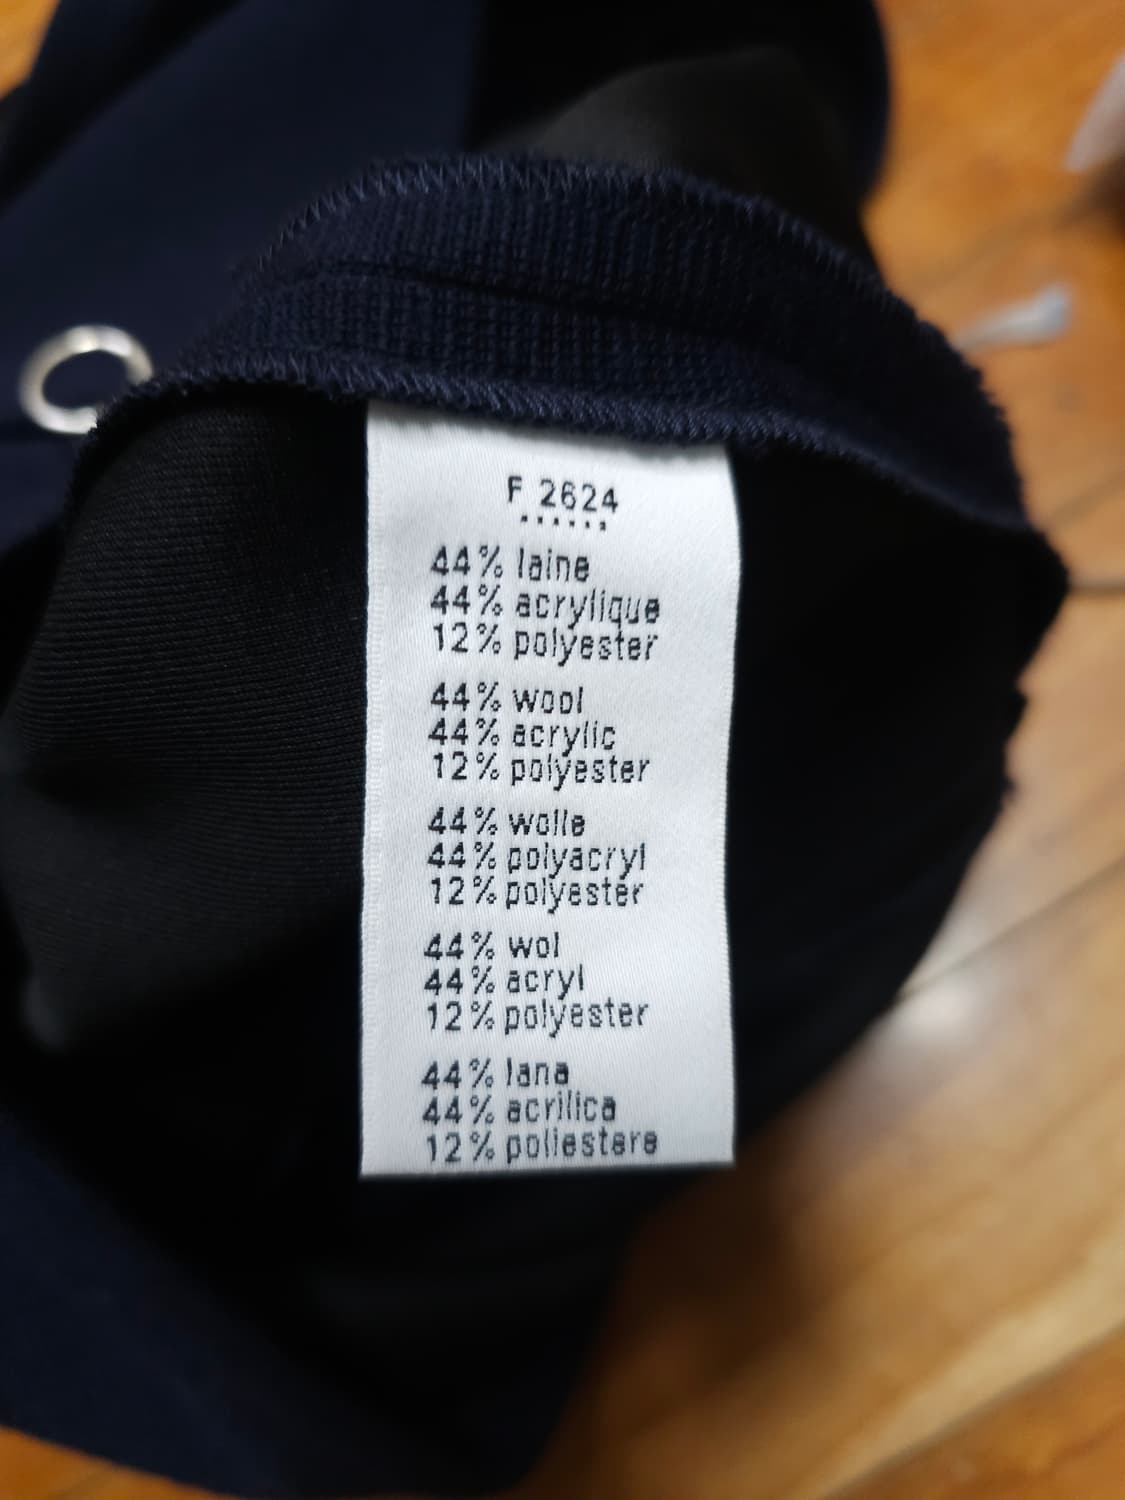 F 2624
44% laine
44% acrylique
12% polyester
44% wool
44% acrylic
12% polyester
44% wolle
44% polyacryl
12% polyester
44% wol
44% acryl
12% polyester
44% lana
44% acrilica
12% poliestere